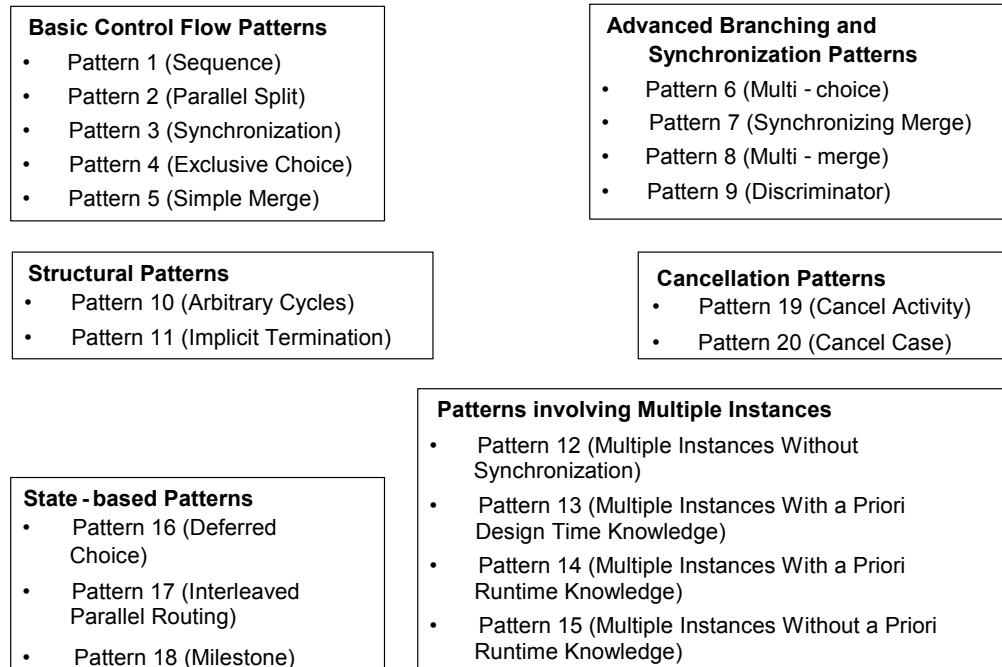 Basic Control Flow Patterns
• Pattern 1 (Sequence)
• Pattern 2 (Parallel Split)
• Pattern 3 (Synchronization)
• Pattern 4 (Exclusive Choice)
• Pattern 5 (Simple Merge)
Advanced Branching and
Synchronization Patterns
• Pattern 6 (Multi - choice)
• Pattern 7 (Synchronizing Merge)
• Pattern 8 (Multi - merge)
• Pattern 9 (Discriminator)
Structural Patterns
• Pattern 10 (Arbitrary Cycles)
• Pattern 11 (Implicit Termination)
Cancellation Patterns
• Pattern 19 (Cancel Activity)
• Pattern 20 (Cancel Case)
State - based Patterns
• Pattern 16 (Deferred
Choice)
• Pattern 17 (Interleaved
Parallel Routing)
• Pattern 18 (Milestone)
Patterns involving Multiple Instances
• Pattern 12 (Multiple Instances Without
Synchronization)
• Pattern 13 (Multiple Instances With a Priori
Design Time Knowledge)
• Pattern 14 (Multiple Instances With a Priori
Runtime Knowledge)
• Pattern 15 (Multiple Instances Without a Priori
Runtime Knowledge)